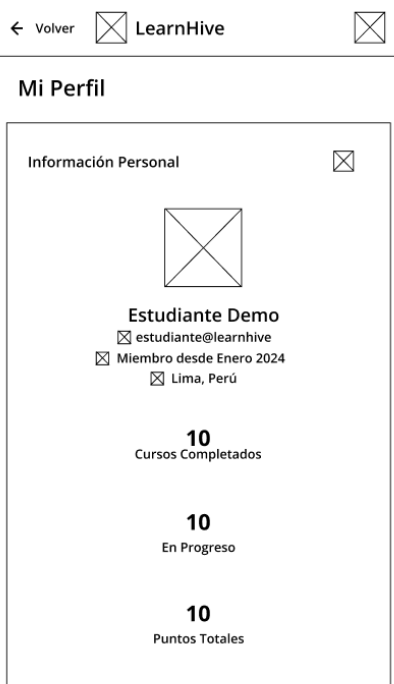 Volver LearnHive
Mi Perfil
Información Personal
Estudiante Demo
estudiante@learnhive
Miembro desde Enero 2024
Lima, Perú
10
Cursos Completados
10
En Progreso
10
Puntos Totales